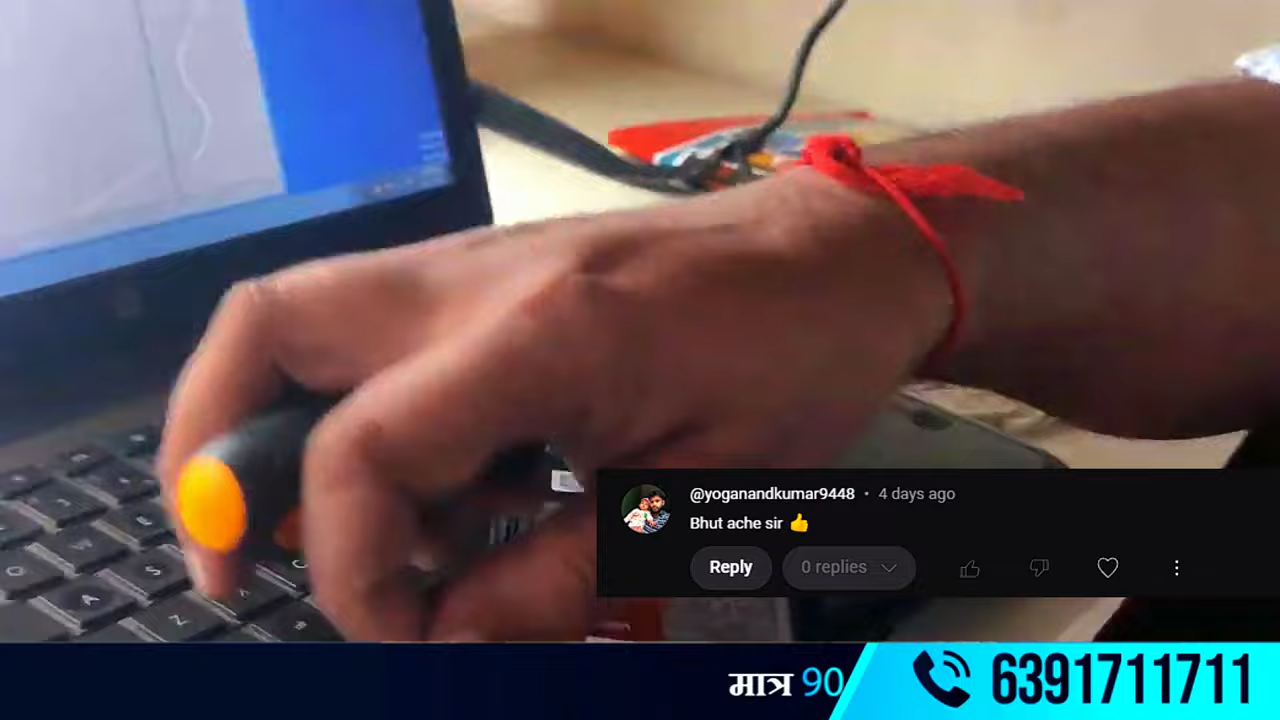 @yoganandkumar9448 • 4 days ago
Bhut ache sir 👍
Reply 0 replies
मात्र 90
6391711711
S
A
Z